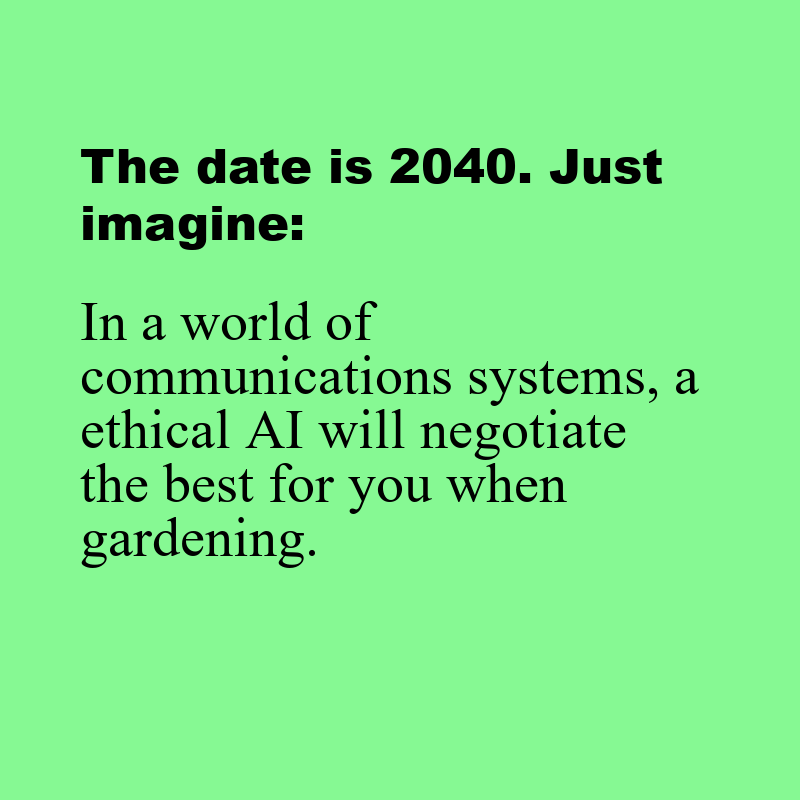 The date is 2040. Just
imagine:
In a world of
communications systems, a
ethical AI will negotiate
the best for you when
gardening.